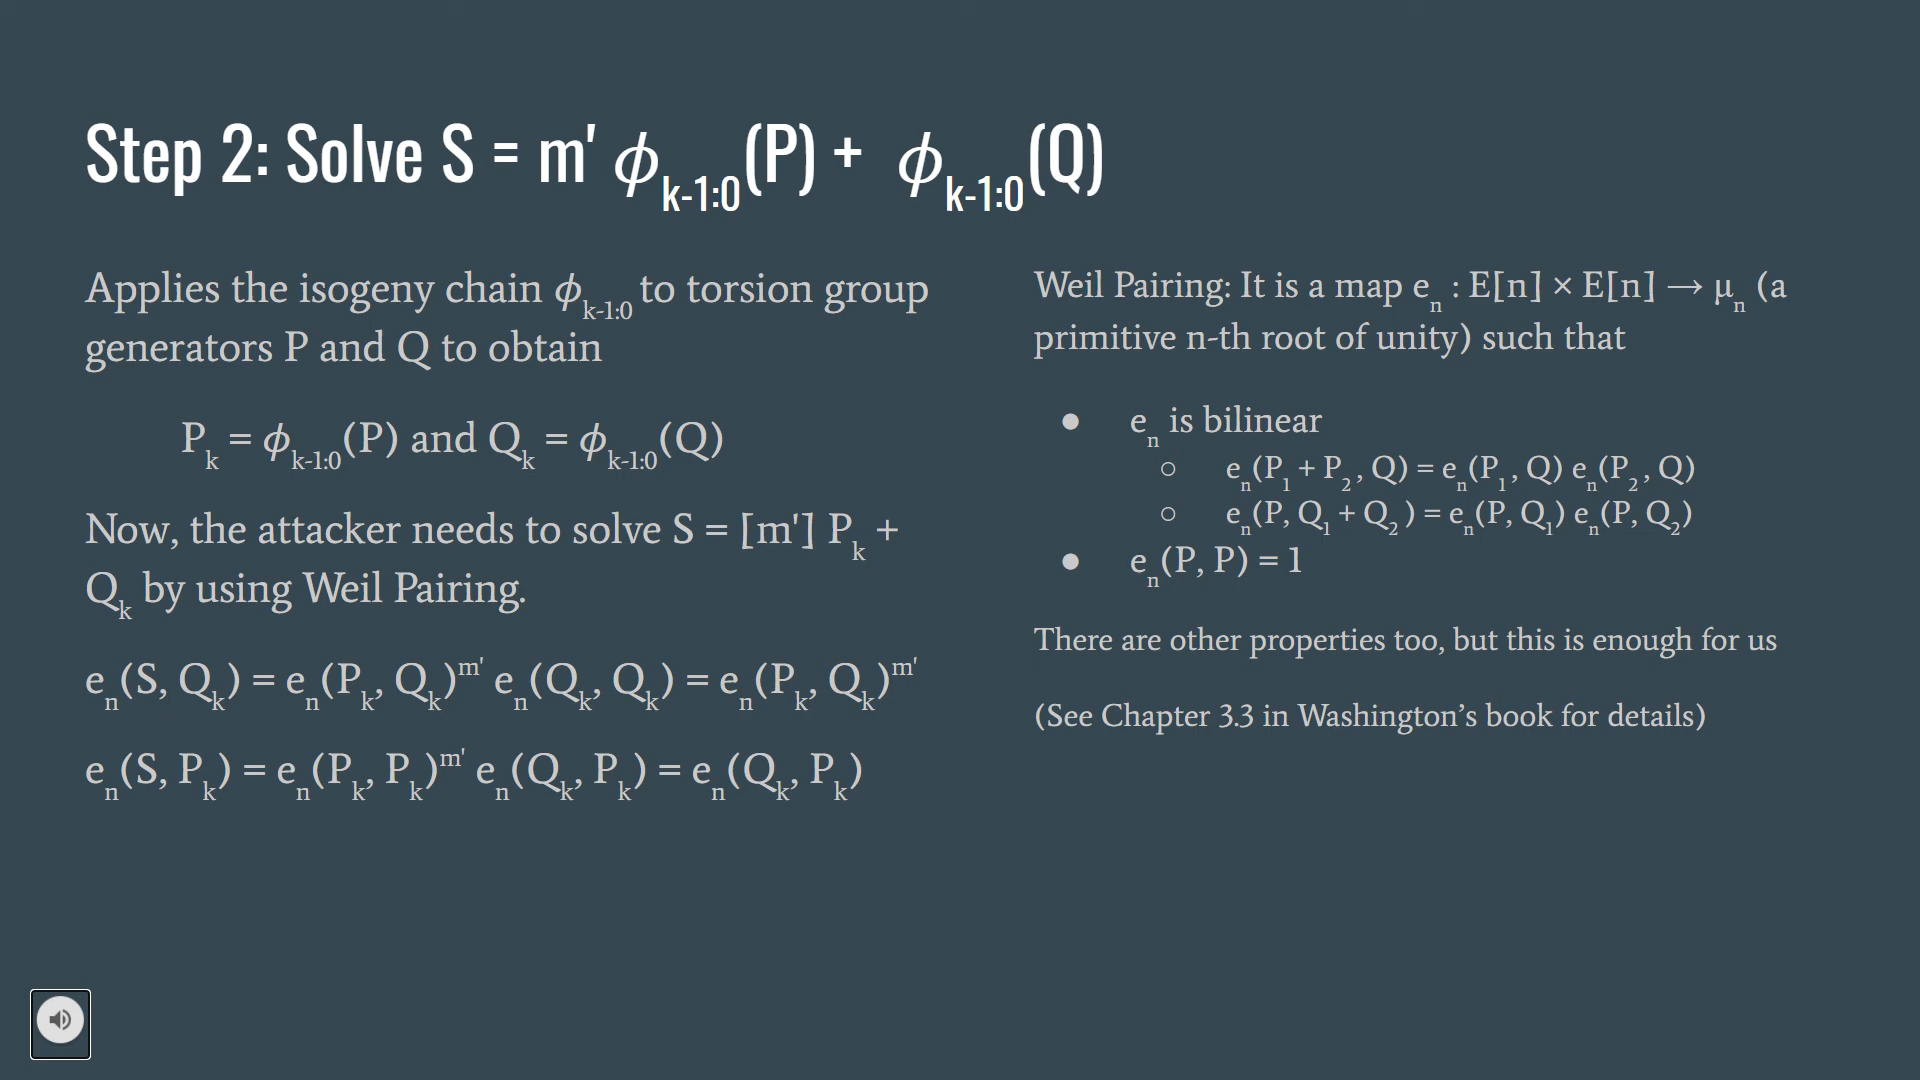 Step 2: Solve S = m' ϕₖ₋₁:₀(P) + ϕₖ₋₁:₀(Q)
Applies the isogeny chain ϕₖ₋₁:₀ to torsion group
generators P and Q to obtain
Pₖ = ϕₖ₋₁:₀(P) and Qₖ = ϕₖ₋₁:₀(Q)
Now, the attacker needs to solve S = [m'] Pₖ +
Qₖ by using Weil Pairing.
eₙ(S, Qₖ) = eₙ(Pₖ, Qₖ)^m' eₙ(Qₖ, Qₖ) = eₙ(Pₖ, Qₖ)^m'
eₙ(S, Pₖ) = eₙ(Pₖ, Pₖ)^m' eₙ(Qₖ, Pₖ) = eₙ(Qₖ, Pₖ)
Weil Pairing: It is a map eₙ : E[n] × E[n] → μₙ (a
primitive n-th root of unity) such that
● eₙ is bilinear
○ eₙ(P₁ + P₂, Q) = eₙ(P₁, Q) eₙ(P₂, Q)
○ eₙ(P, Q₁ + Q₂) = eₙ(P, Q₁) eₙ(P, Q₂)
● eₙ(P, P) = 1
There are other properties too, but this is enough for us
(See Chapter 3.3 in Washington’s book for details)